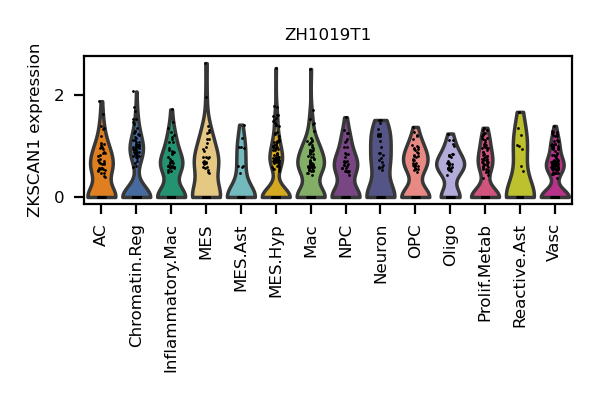 ZH1019T1
ZKSCAN1 expression
2
0
AC
Chromatin.Reg
Inflammatory.Mac
MES
MES.Ast
MES.Hyp
Mac
NPC
Neuron
OPC
Oligo
Prolif.Metab
Reactive.Ast
Vasc